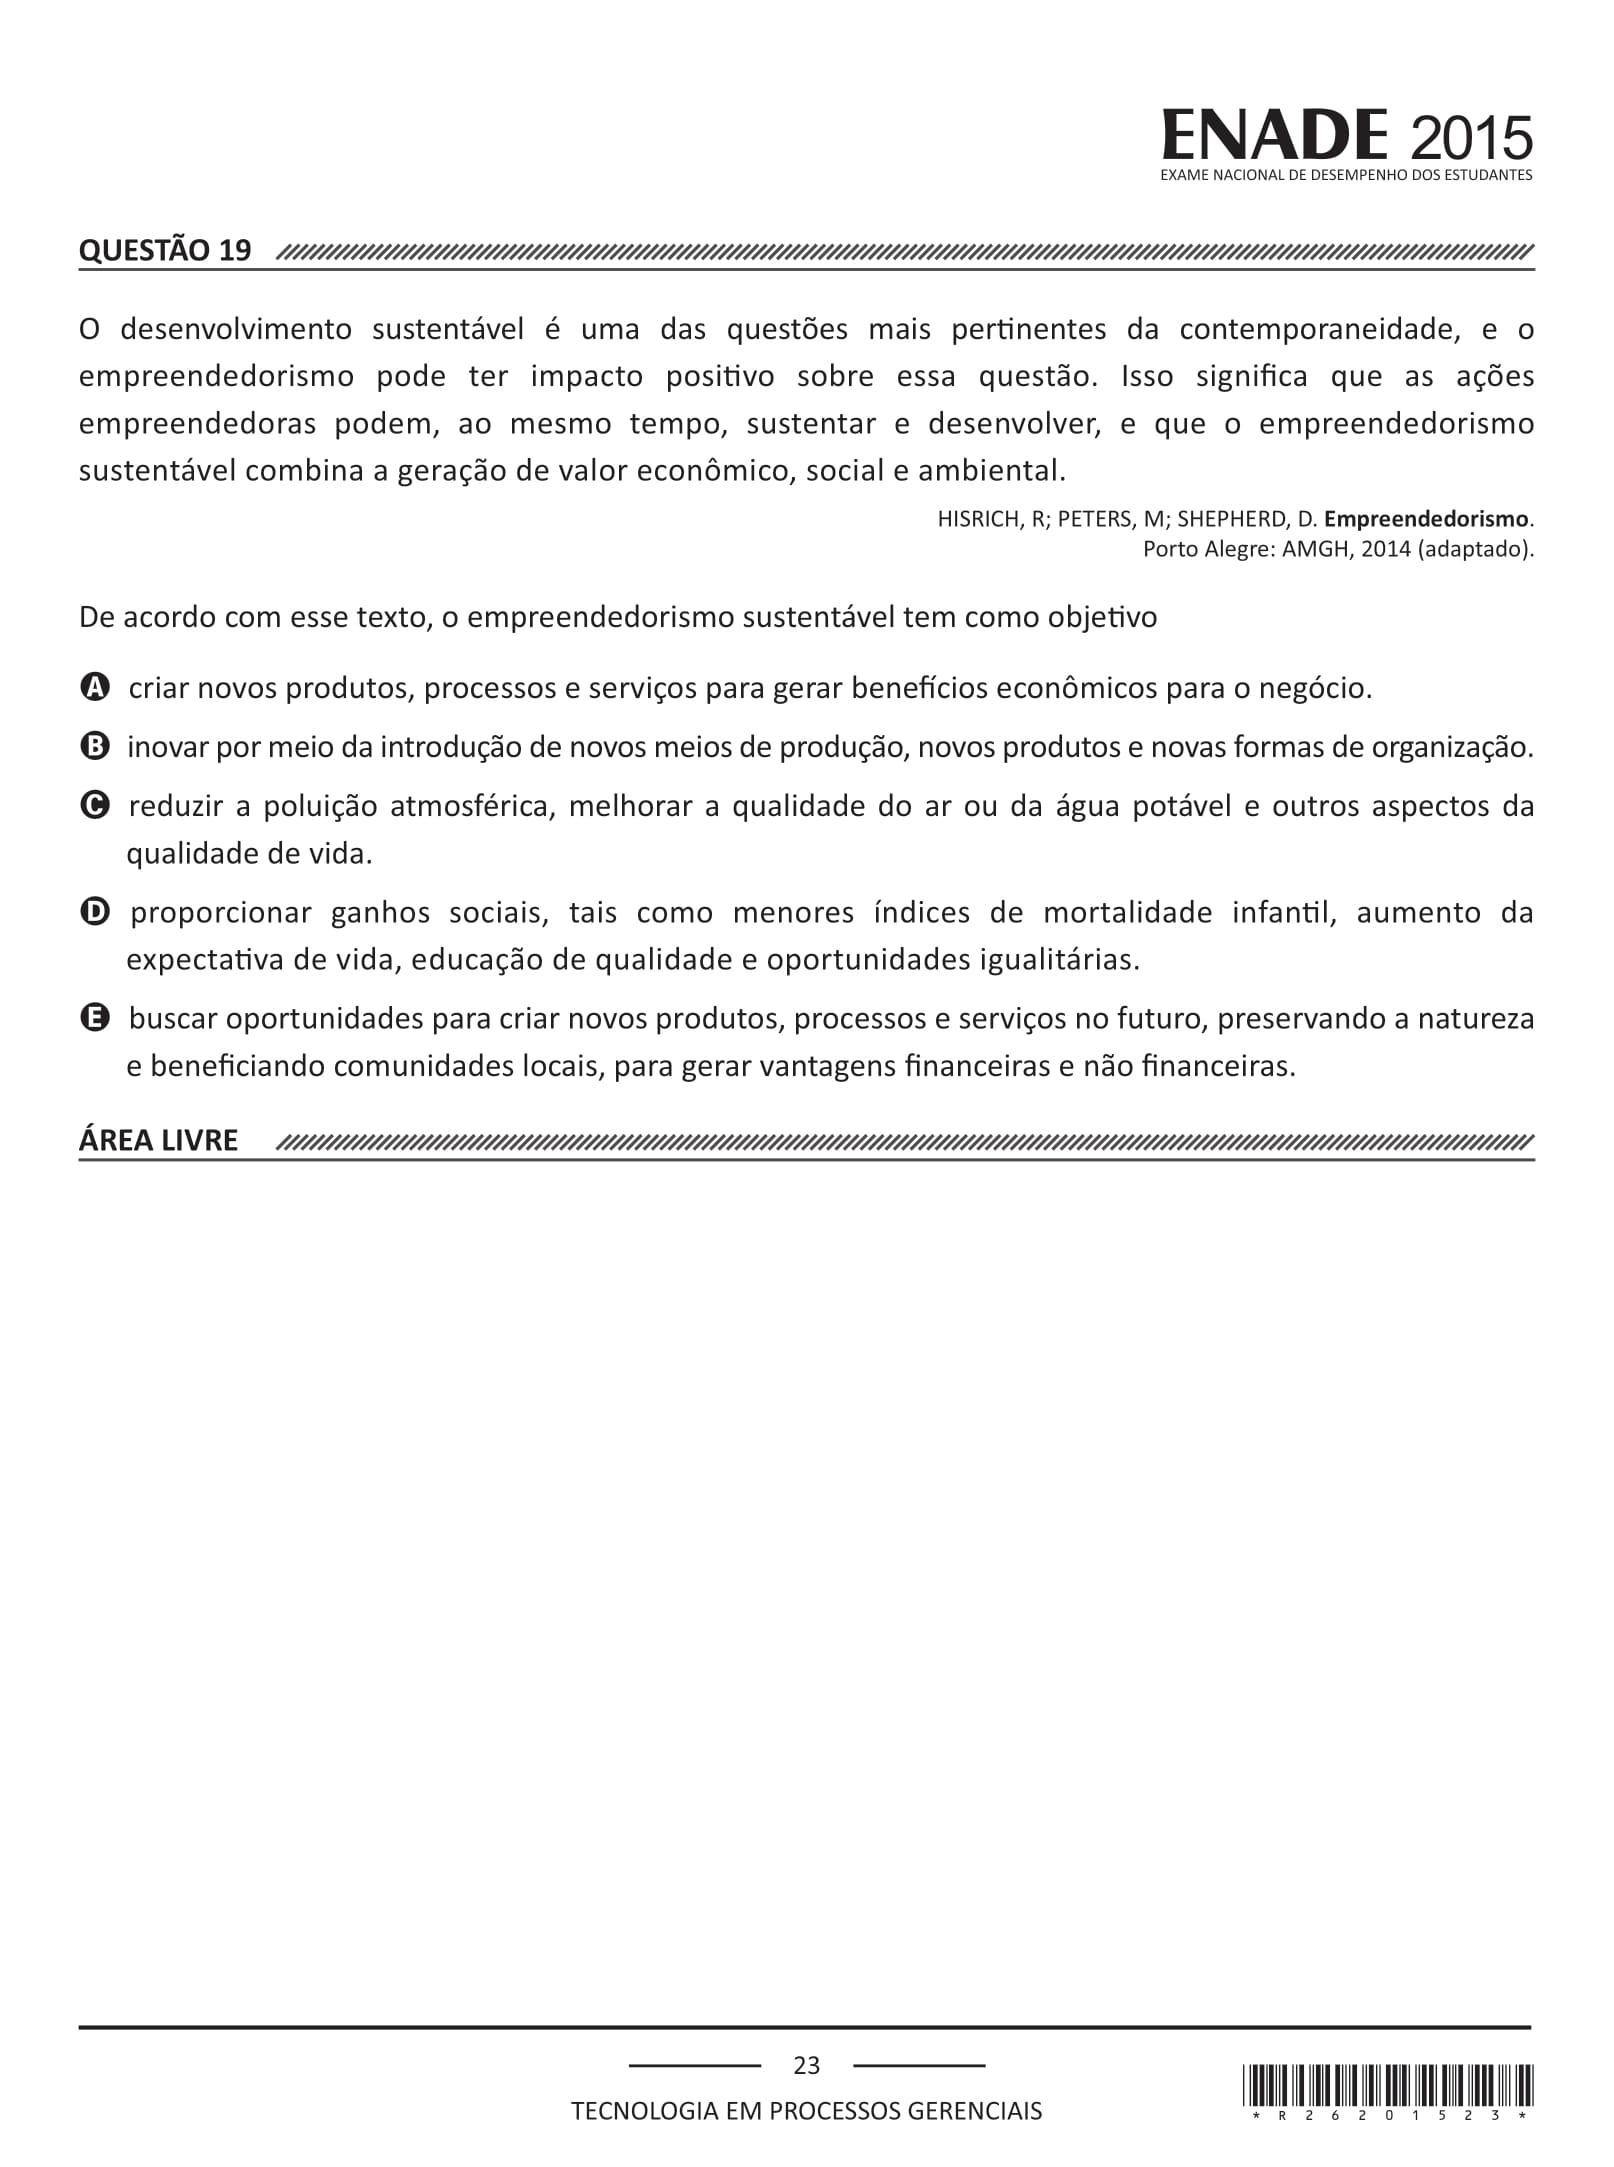 ENADE 2015
EXAME NACIONAL DE DESEMPENHO DOS ESTUDANTES
QUESTÃO 19
O desenvolvimento sustentável é uma das questões mais pertinentes da contemporaneidade, e o
empreendedorismo pode ter impacto positivo sobre essa questão. Isso significa que as ações
empreendedoras podem, ao mesmo tempo, sustentar e desenvolver, e que o empreendedorismo
sustentável combina a geração de valor econômico, social e ambiental.
HISRICH, R; PETERS, M; SHEPHERD, D. Empreendedorismo.
Porto Alegre: AMGH, 2014 (adaptado).
De acordo com esse texto, o empreendedorismo sustentável tem como objetivo
A criar novos produtos, processos e serviços para gerar benefícios econômicos para o negócio.
B inovar por meio da introdução de novos meios de produção, novos produtos e novas formas de organização.
C reduzir a poluição atmosférica, melhorar a qualidade do ar ou da água potável e outros aspectos da
qualidade de vida.
D proporcionar ganhos sociais, tais como menores índices de mortalidade infantil, aumento da
expectativa de vida, educação de qualidade e oportunidades igualitárias.
E buscar oportunidades para criar novos produtos, processos e serviços no futuro, preservando a natureza
e beneficiando comunidades locais, para gerar vantagens financeiras e não financeiras.
ÁREA LIVRE
23
TECNOLOGIA EM PROCESSOS GERENCIAIS
* R 2 6 2 0 1 5 2 3 *